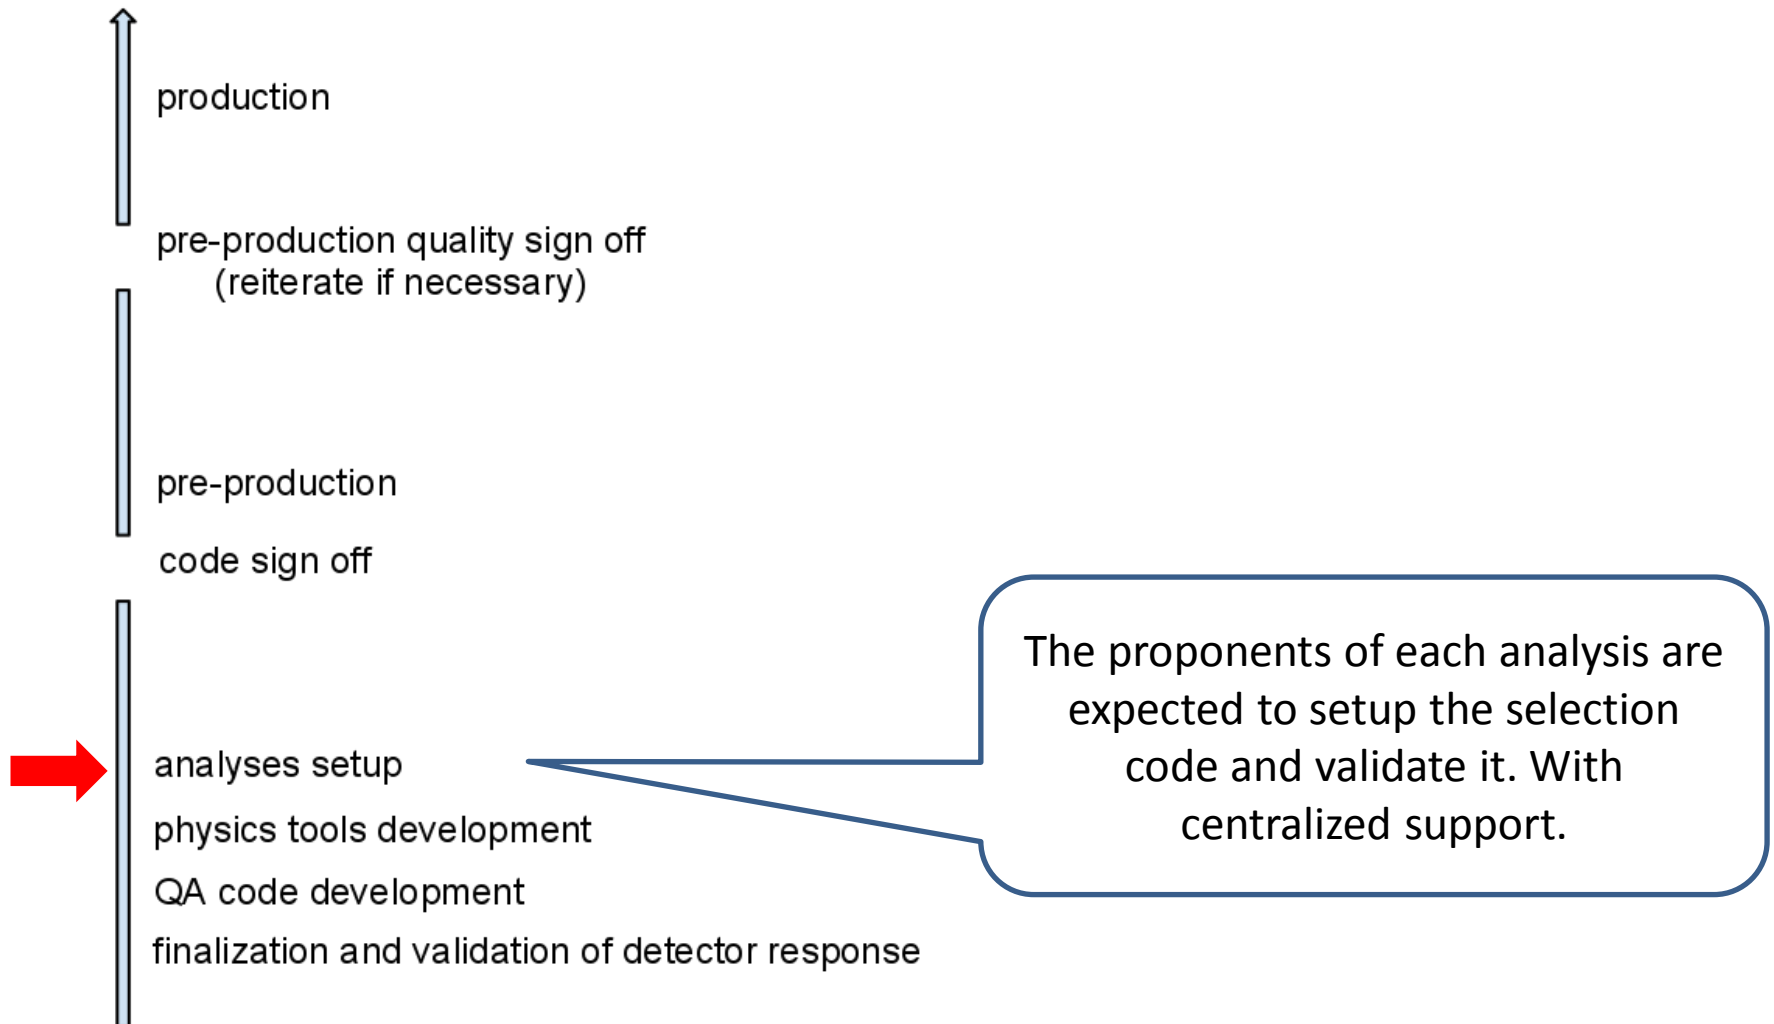 production
pre-production quality sign off
(reiterate if necessary)
pre-production
code sign off
analyses setup
physics tools development
QA code development
finalization and validation of detector response
The proponents of each analysis are
expected to setup the selection
code and validate it. With
centralized support.